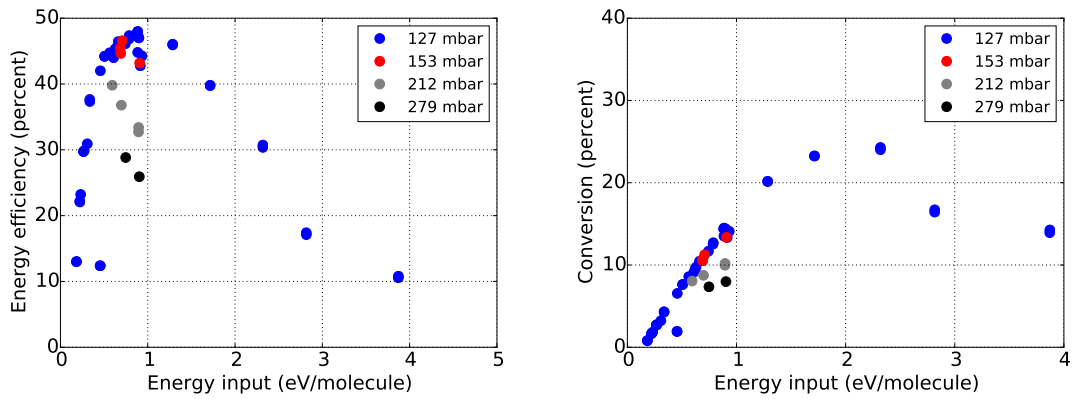 50
40
30
20
10
0
Energy efficiency (percent)
0 1 2 3 4 5
Energy input (eV/molecule)
127 mbar
153 mbar
212 mbar
279 mbar
40
30
20
10
0
Conversion (percent)
0 1 2 3 4
Energy input (eV/molecule)
127 mbar
153 mbar
212 mbar
279 mbar